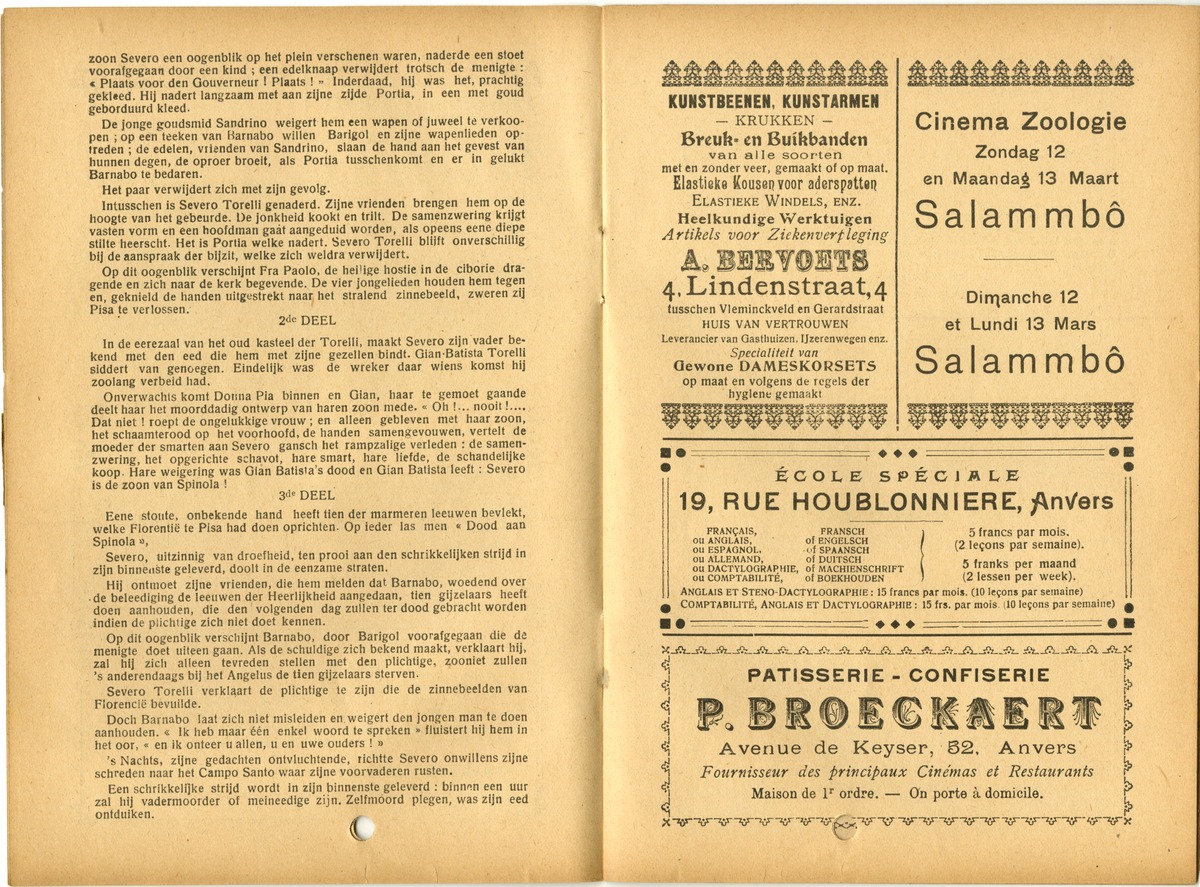 zoon Severo een oogenblik op het plein verschenen waren, naderde een stoet
voorafgegaan door een kind ; een edelknaap verwijdert trotsch de menigte :
« Plaats voor den Gouverneur ! Plaats ! » Inderdaad, hij was het, prachtig
gekleed. Hij nadert langzaam met aan zijne zijde Portia, in een met goud
geborduurd kleed.
De jonge goudsmid Sandrino weigert hem een wapen of juweel te verkoo-
pen ; op een teeken van Barnabo willen Barigol en zijne wapenlieden op-
treden ; de edelen, vrienden van Sandrino, slaan de hand aan het gevest van
hunnen degen, de oproer broeit, als Portia tusschenkomt en er in gelukt
Barnabo te bedaren.
Het paar verwijdert zich met zijn gevolg.
Intusschen is Severo Torelli genaderd. Zijne vrienden brengen hem op de
hoogte van het gebeurde. De jonkheid kookt en trilt. De samenzwering krijgt
vasten vorm en een hoofdman gaat aangeduid worden, als opeens eene diepe
stilte heerscht. Het is Portia welke nadert. Severo Torelli blijft onverschillig
bij de aanspraak der bijzit, welke zich weldra verwijdert.
Op dit oogenblik verschijnt Fra Paolo, de heilige hostie in de ciborie dra-
gende en zich naar de kerk begevende. De vier jongelieden houden hem tegen
en, geknield de handen uitgestrekt naar het stralend zinnebeeld, zweren zij
Pisa te verlossen.
2de DEEL
In de eerezaal van het oud kasteel der Torelli, maakt Severo zijn vader be-
kend met den eed die hem met zijne gezellen bindt. Gian-Batista Torelli
siddert van genoegen. Eindelijk was de wreker daar wiens komst hij
zoolang verbeid had.
Onverwachts komt Donna Pia binnen en Gian, haar te gemoet gaande
deelt haar het moorddadig ontwerp van haren zoon mede. « Oh !... nooit !....
Dat niet ! roept de ongelukkige vrouw ; en alleen gebleven met haar zoon,
het schaamterood op het voorhoofd, de handen samengevouwen, vertelt de
moeder der smarten aan Severo gansch het rampzalige verleden : de samen-
zwering, het opgerichte schavot, hare smart, hare liefde, de schandelijke
koop. Hare weigering was Gian Batista's dood en Gian Batista leeft : Severo
is de zoon van Spinola !
3de DEEL
Eene stoute, onbekende hand heeft tien der marmeren leeuwen bevlekt,
welke Florentië te Pisa had doen oprichten. Op ieder las men « Dood aan
Spinola »,
Severo, uitzinnig van droefheid, ten prooi aan den schrikkelijken strijd in
zijn binnenste geleverd, doolt in de eenzame straten.
Hij ontmoet zijne vrienden, die hem melden dat Barnabo, woedend over
de beleediging de leeuwen der Heerlijkheid aangedaan, tien gijzelaars heeft
doen aanhouden, die den volgenden dag zullen ter dood gebracht worden
indien de plichtige zich niet doet kennen.
Op dit oogenblik verschijnt Barnabo, door Barigol voorafgegaan die de
menigte doet uiteen gaan. Als de schuldige zich bekend maakt, verklaart hij,
zal hij zich alleen tevreden stellen met den plichtige, zooniet zullen
's anderendaags bij het Angelus de tien gijzelaars sterven.
Severo Torelli verklaart de plichtige te zijn die de zinnebeelden van
Florencië bevuilde.
Doch Barnabo laat zich niet misleiden en weigert den jongen man te doen
aanhouden. « Ik heb maar één enkel woord te spreken » fluistert hij hem in
het oor, « en ik onteer u allen, u en uwe ouders ! »
's Nachts, zijne gedachten ontvluchtende, richtte Severo onwillens zijne
schreden naar het Campo Santo waar zijne voorvaderen rusten.
Een schrikkelijke strijd wordt in zijn binnenste geleverd : binnen een uur
zal hij vadermoorder of meineedige zijn. Zelfmoord plegen, was zijn eed
ontduiken.
KUNSTBEENEN, KUNSTARMEN
— KRUKKEN —
Breuk- en Buikbanden
van alle soorten
met en zonder veer, gemaakt of op maat.
Elastieke Kousen voor aderspatten
ELASTIEKE WINDELS, ENZ.
Heelkundige Werktuigen
Artikels voor Ziekenverpleging
A. BERVOETS
4, Lindenstraat, 4
tusschen Vleminckveld en Gerardstraat
HUIS VAN VERTROUWEN
Leverancier van Gasthuizen. IJzerenwegen enz.
Specialiteit van
Gewone DAMESKORSETS
op maat en volgens de regels der
hygiene gemaakt
Cinema Zoologie
Zondag 12
en Maandag 13 Maart
Salammbô
Dimanche 12
et Lundi 13 Mars
Salammbô
ÉCOLE SPÉCIALE
19, RUE HOUBLONNIERE, Anvers
FRANÇAIS, FRANSCH
ou ANGLAIS, of ENGELSCH
ou ESPAGNOL, of SPAANSCH
ou ALLEMAND, of DUITSCH
ou DACTYLOGRAPHIE, of MACHIENSCHRIFT
ou COMPTABILITÉ, of BOEKHOUDEN
5 francs par mois.
(2 leçons par semaine).
5 franks per maand
(2 lessen per week).
ANGLAIS ET STENO-DACTYLOGRAPHIE : 15 francs par mois. (10 leçons par semaine)
COMPTABILITÉ, ANGLAIS ET DACTYLOGRAPHIE : 15 frs. par mois (10 leçons par semaine)
PATISSERIE - CONFISERIE
P. BROECKAERT
Avenue de Keyser, 52, Anvers
Fournisseur des principaux Cinémas et Restaurants
Maison de 1r ordre. — On porte à domicile.